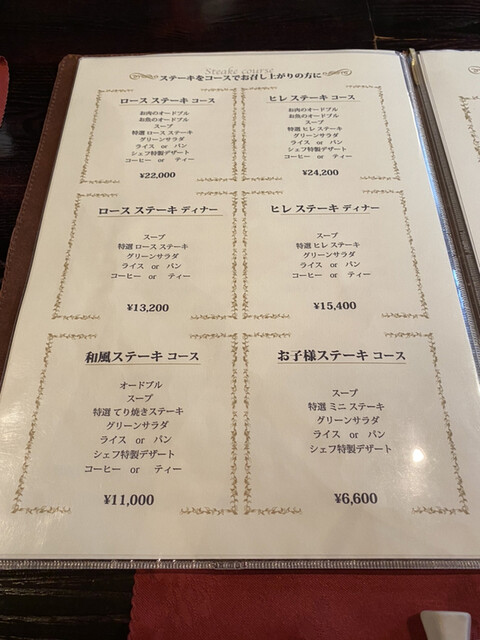 Steake course
ステーキをコースでお召し上がりの方に
ロース ステーキ コース
お肉のオードブル
お魚のオードブル
スープ
特選 ロース ステーキ
グリーンサラダ
ライス or パン
シェフ特製デザート
コーヒー or ティー
¥22,000
ヒレ ステーキ コース
お肉のオードブル
お魚のオードブル
スープ
特選 ヒレ ステーキ
グリーンサラダ
ライス or パン
シェフ特製デザート
コーヒー or ティー
¥24,200
ロース ステーキ ディナー
スープ
特選 ロース ステーキ
グリーンサラダ
ライス or パン
コーヒー or ティー
¥13,200
ヒレ ステーキ ディナー
スープ
特選 ヒレ ステーキ
グリーンサラダ
ライス or パン
コーヒー or ティー
¥15,400
和風ステーキ コース
オードブル
スープ
特選 てり焼きステーキ
グリーンサラダ
ライス or パン
シェフ特製デザート
コーヒー or ティー
¥11,000
お子様ステーキ コース
スープ
特選 ミニ ステーキ
グリーンサラダ
ライス or パン
シェフ特製デザート
¥6,600